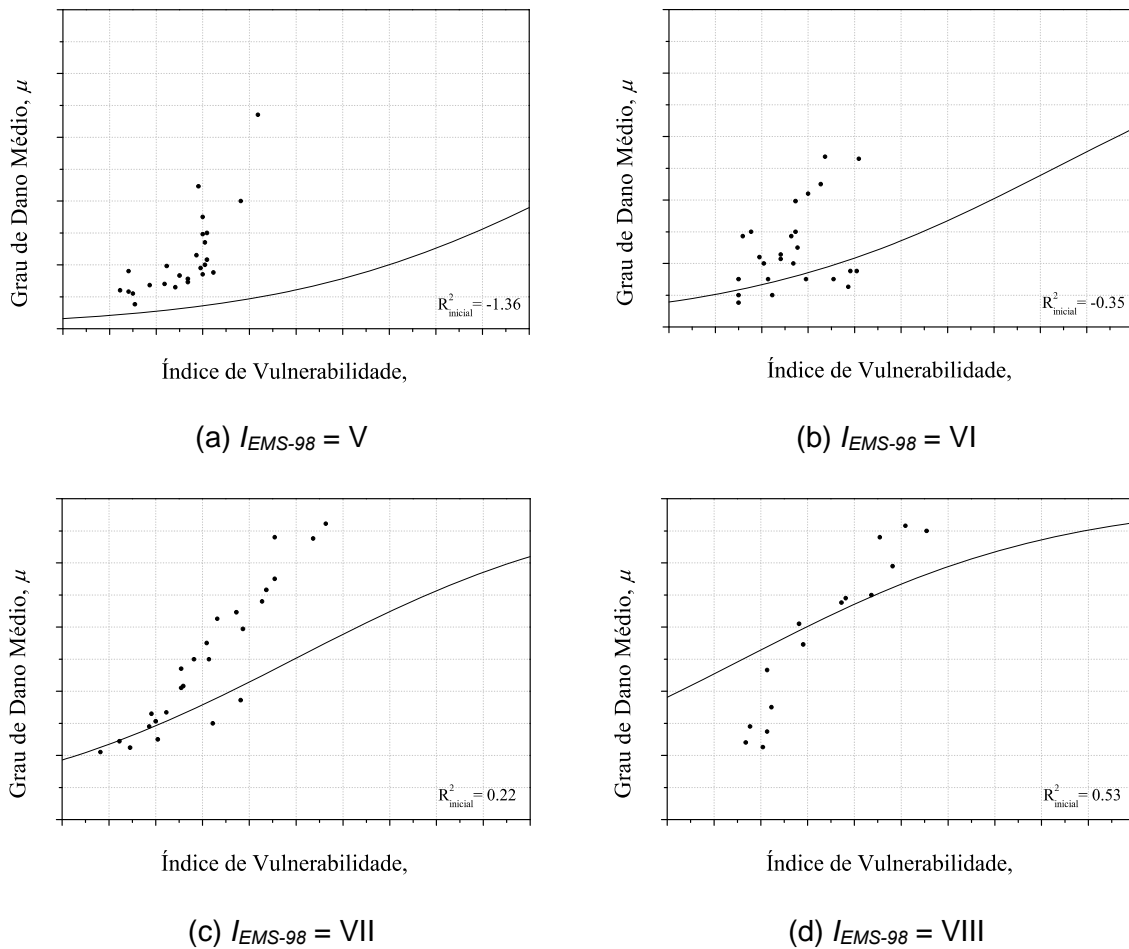 Grau de Dano Médio, μ
R²inicial = -1.36
Índice de Vulnerabilidade,
(a) IEMS-98 = V
Grau de Dano Médio, μ
R²inicial = -0.35
Índice de Vulnerabilidade,
(b) IEMS-98 = VI
Grau de Dano Médio, μ
R²inicial = 0.22
Índice de Vulnerabilidade,
(c) IEMS-98 = VII
Grau de Dano Médio, μ
R²inicial = 0.53
Índice de Vulnerabilidade,
(d) IEMS-98 = VIII